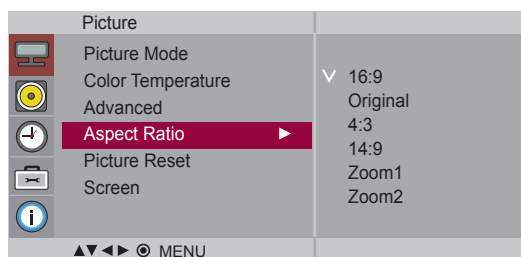 Picture
Picture Mode
Color Temperature
Advanced
Aspect Ratio
Picture Reset
Screen
16:9
Original
4:3
14:9
Zoom1
Zoom2
MENU